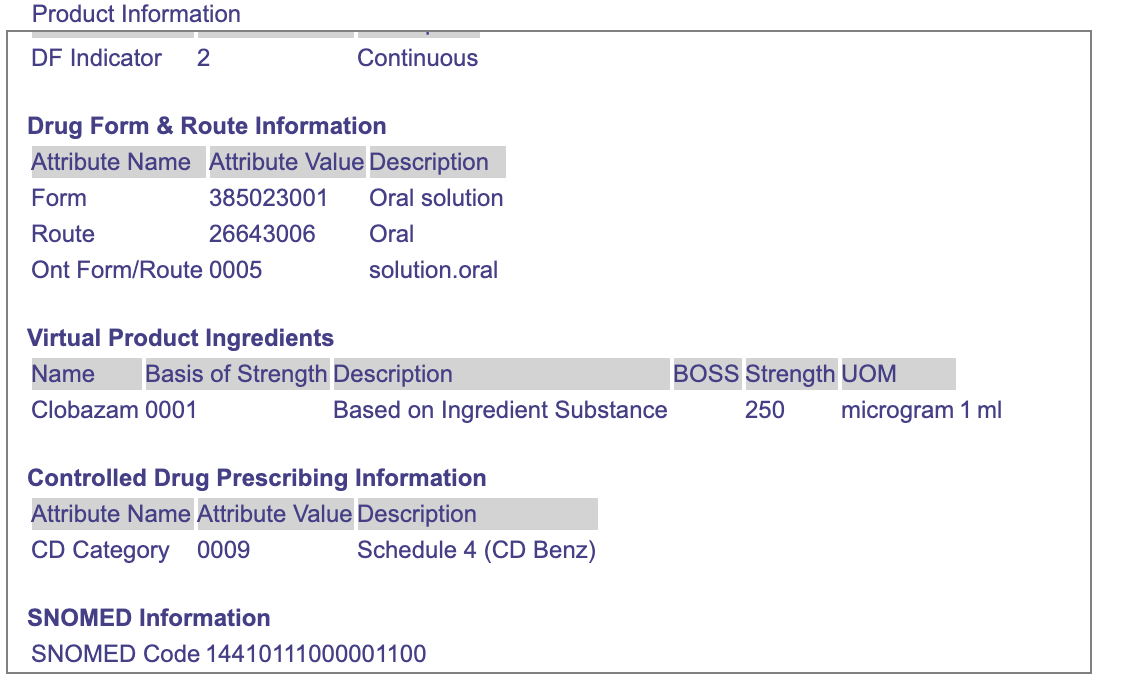 Product Information
DF Indicator 2 Continuous
Drug Form & Route Information
Attribute Name Attribute Value Description
Form 385023001 Oral solution
Route 26643006 Oral
Ont Form/Route 0005 solution.oral
Virtual Product Ingredients
Name Basis of Strength Description BOSS Strength UOM
Clobazam 0001 Based on Ingredient Substance 250 microgram 1 ml
Controlled Drug Prescribing Information
Attribute Name Attribute Value Description
CD Category 0009 Schedule 4 (CD Benz)
SNOMED Information
SNOMED Code 14410111000001100